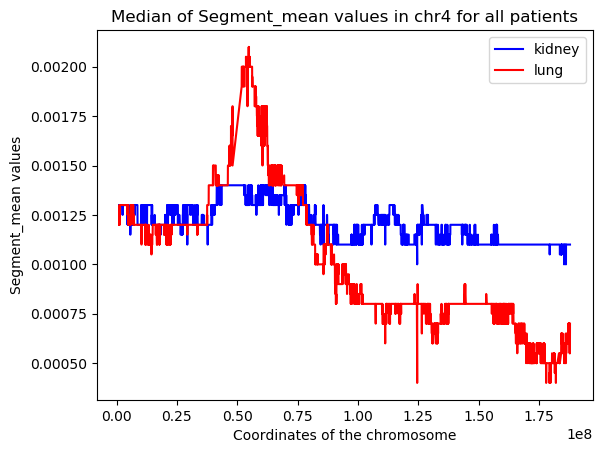 Median of Segment_mean values in chr4 for all patients
kidney
lung
Segment_mean values
0.00200
0.00175
0.00150
0.00125
0.00100
0.00075
0.00050
0.00 0.25 0.50 0.75 1.00 1.25 1.50 1.75
1e8
Coordinates of the chromosome